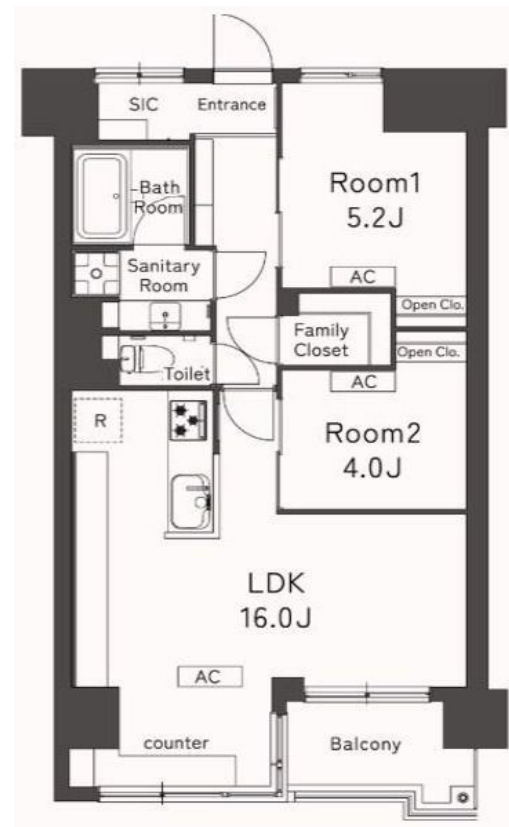 SIC
Entrance
Bath
Room
Room1
5.2J
Sanitary
Room
AC
Open Clo.
Family
Closet
Open Clo.
Toilet
AC
R
Room2
4.0J
LDK
16.0J
AC
counter
Balcony